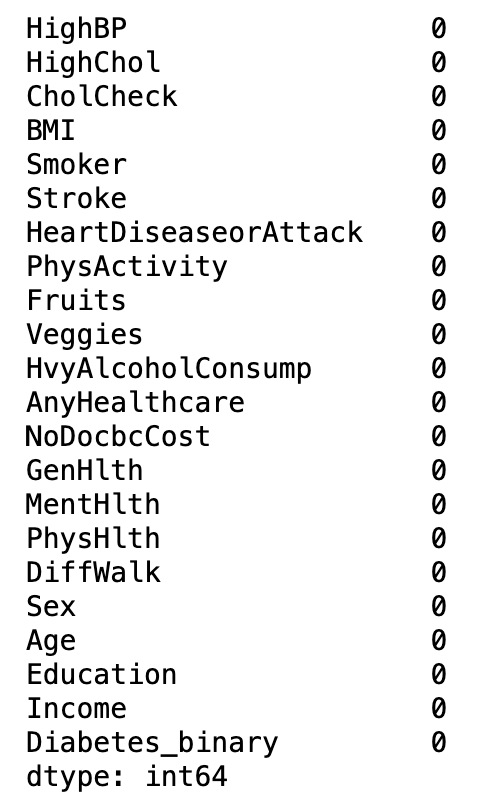 HighBP 0
HighChol 0
CholCheck 0
BMI 0
Smoker 0
Stroke 0
HeartDiseaseorAttack 0
PhysActivity 0
Fruits 0
Veggies 0
HvyAlcoholConsump 0
AnyHealthcare 0
NoDocbcCost 0
GenHlth 0
MentHlth 0
PhysHlth 0
DiffWalk 0
Sex 0
Age 0
Education 0
Income 0
Diabetes_binary 0
dtype: int64